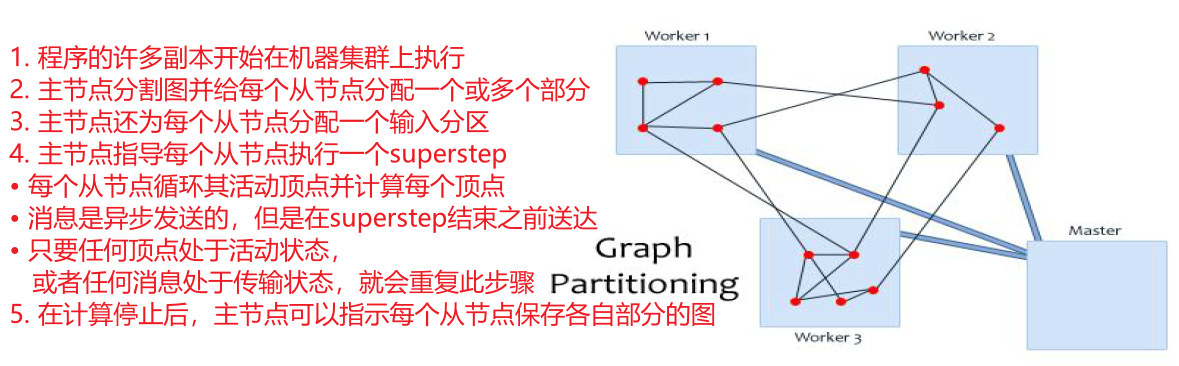 1. 程序的许多副本开始在机器集群上执行
2. 主节点分割图并给每个从节点分配一个或多个部分
3. 主节点还为每个从节点分配一个输入分区
4. 主节点指导每个从节点执行一个superstep
• 每个从节点循环其活动顶点并计算每个顶点
• 消息是异步发送的，但是在superstep结束之前送达
• 只要任何顶点处于活动状态，
或者任何消息处于传输状态，就会重复此步骤
5. 在计算停止后，主节点可以指示每个从节点保存各自部分的图
Worker 1
Worker 2
Graph
Partitioning
Master
Worker 3